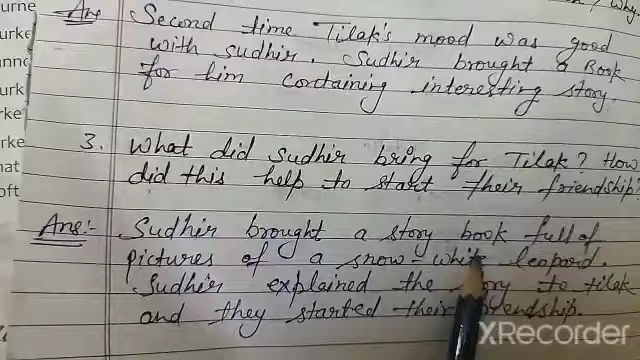 urne
Ans Second time Tilak's mood was good
with sudhir. Sudhir brought a Book
for him containing interesting story.
3. What did Sudhir bring for Tilak? How
did this help to start their friendship?
Ans:- Sudhir brought a story book full of
pictures of a snow-white leopard.
Sudhir explained the story to tilak
and they started their friendship.
XRecorder